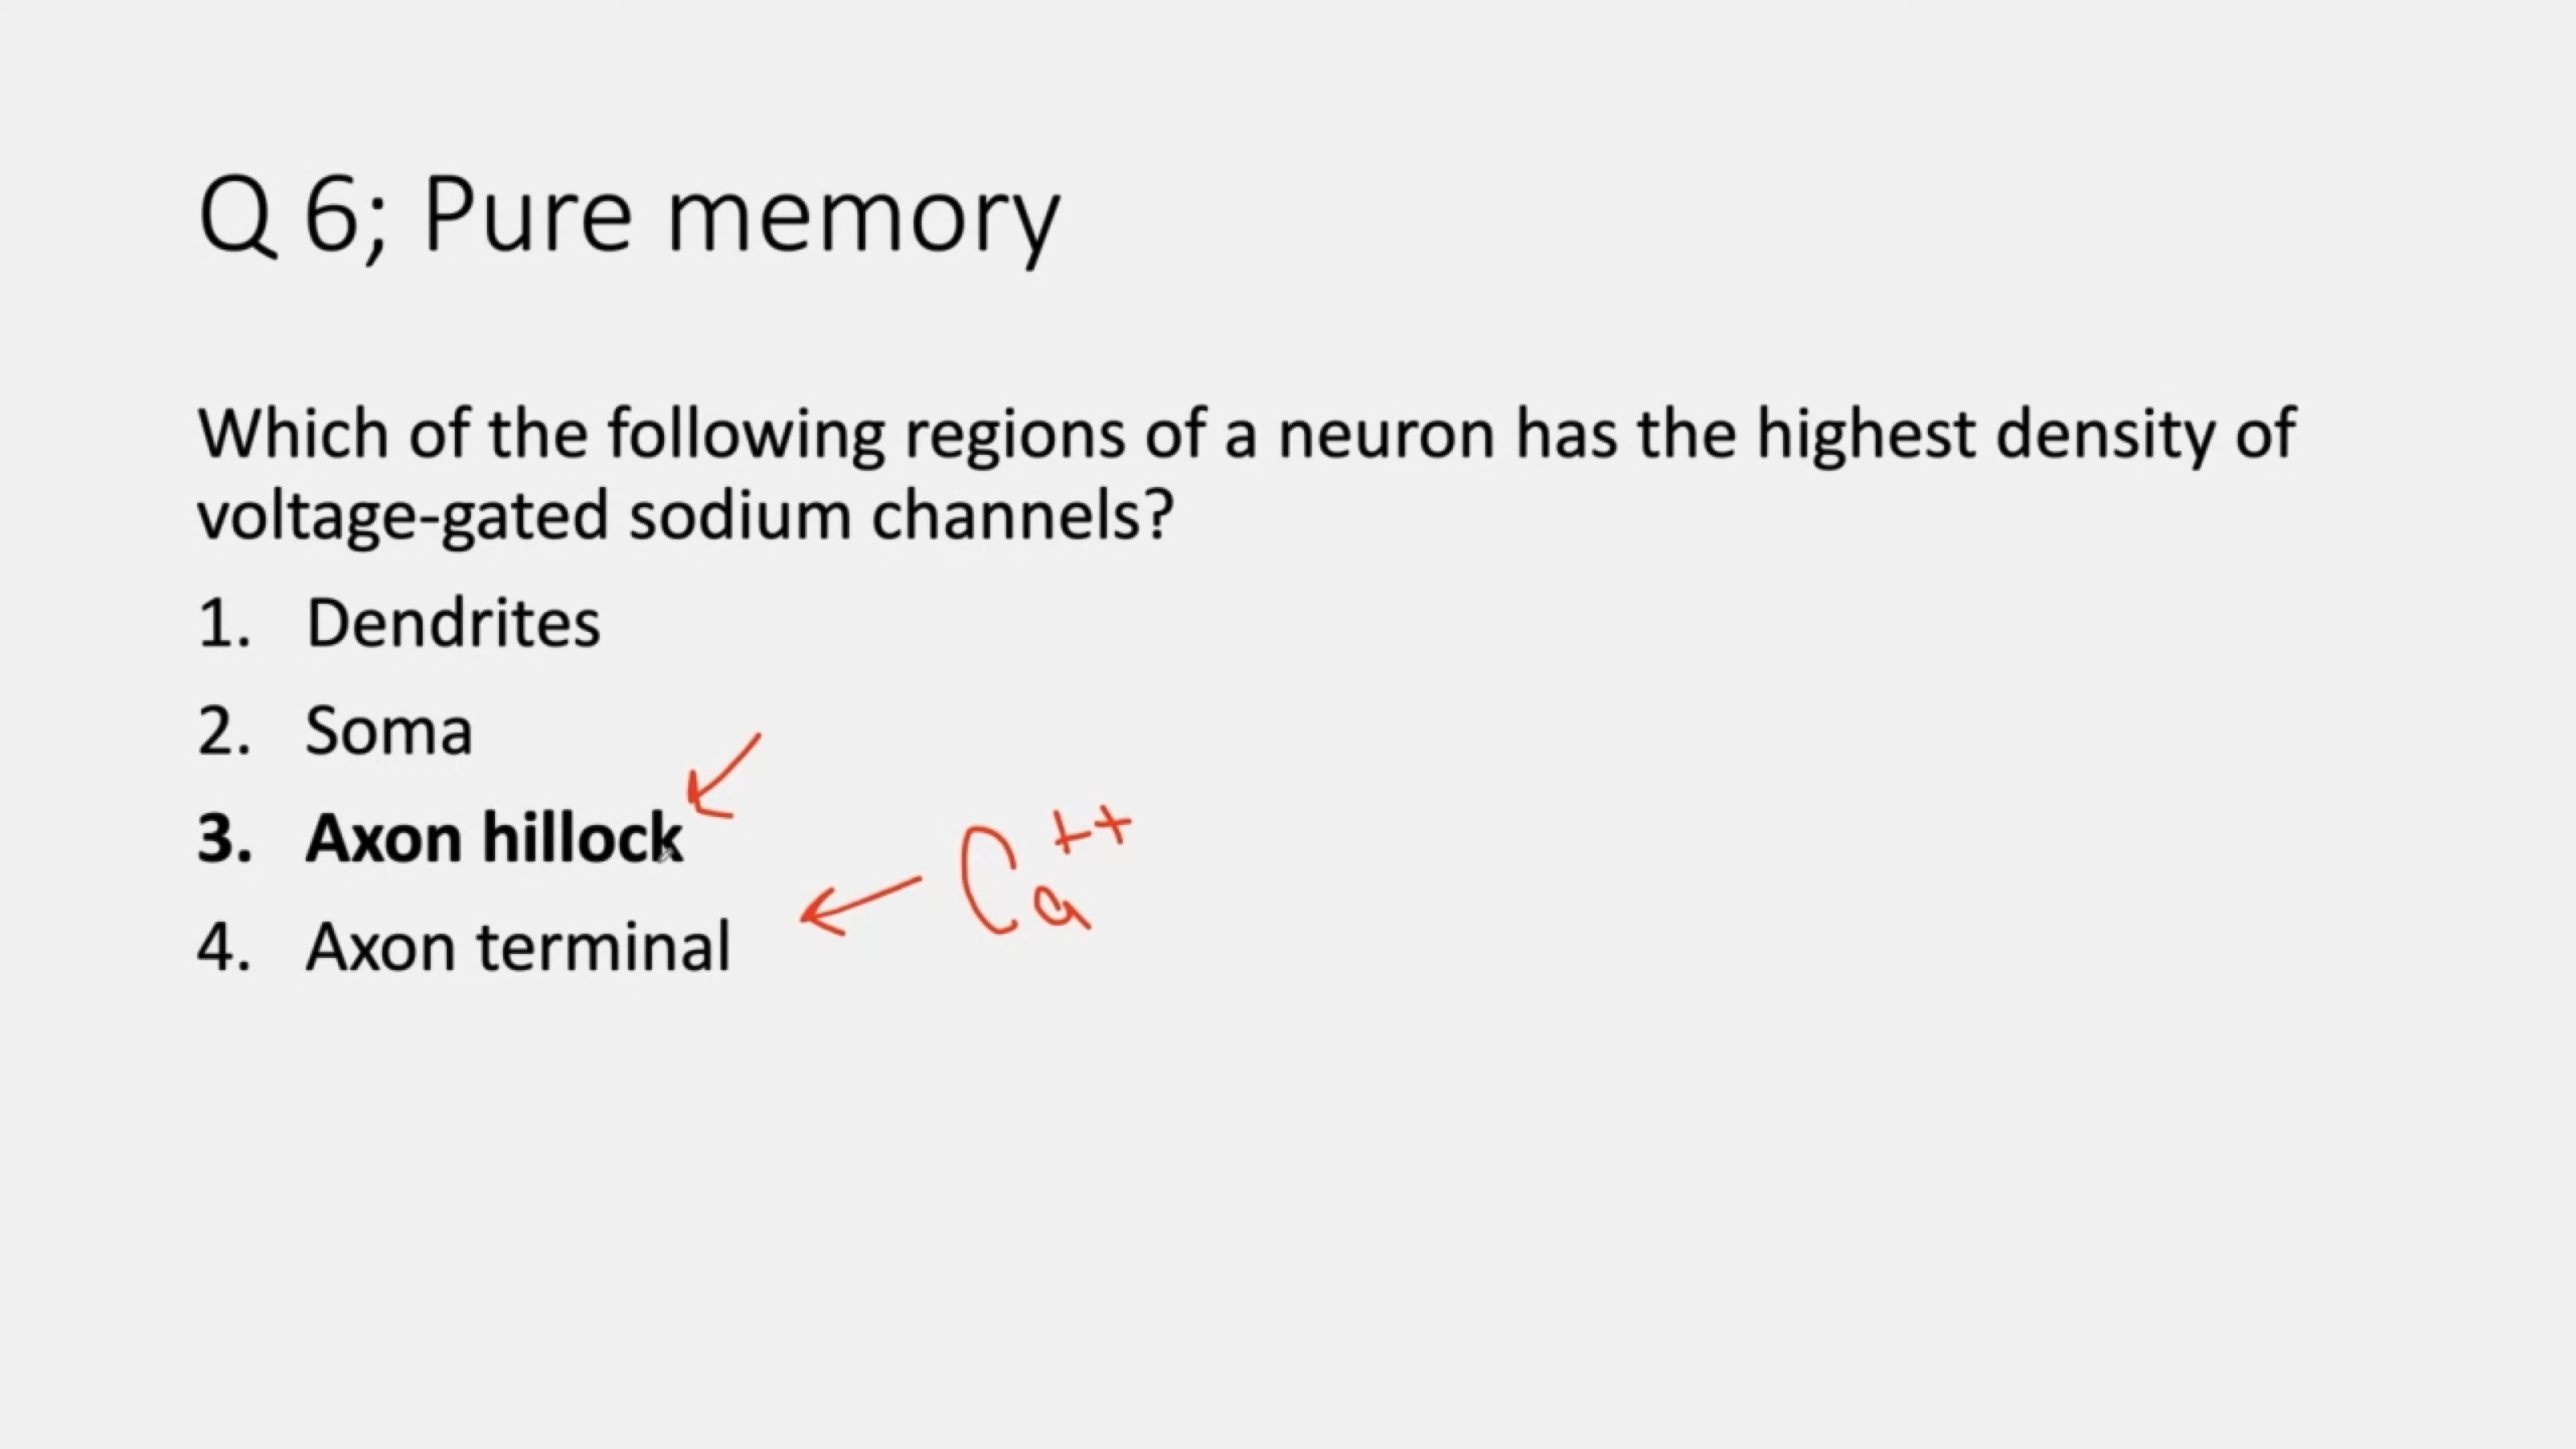 Q 6; Pure memory
Which of the following regions of a neuron has the highest density of
voltage-gated sodium channels?
1. Dendrites
2. Soma
3. Axon hillock
Ca++
4. Axon terminal